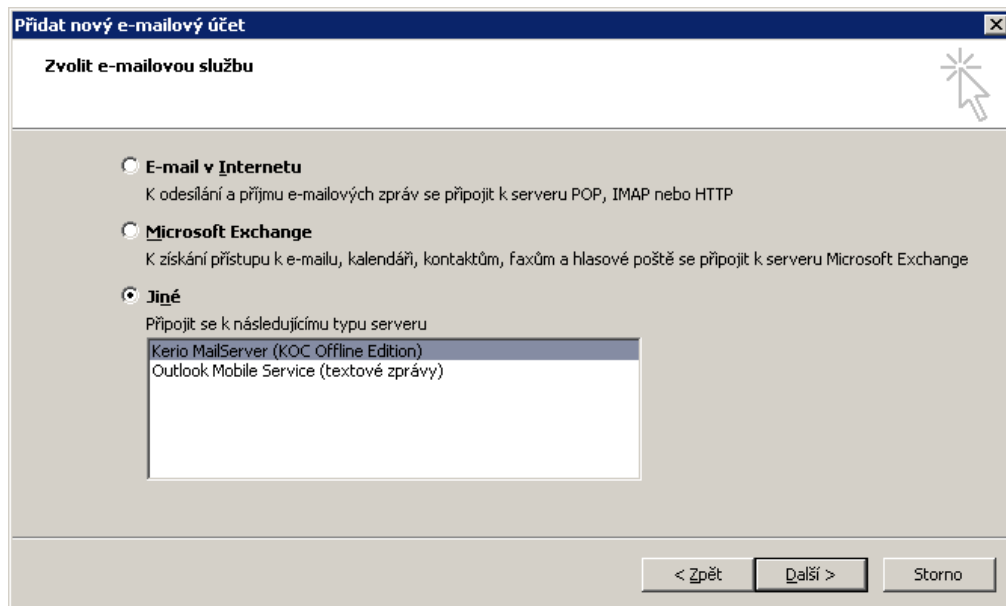 Přidat nový e-mailový účet
Zvolit e-mailovou službu
E-mail v Internetu
K odesílání a příjmu e-mailových zpráv se připojit k serveru POP, IMAP nebo HTTP
Microsoft Exchange
K získání přístupu k e-mailu, kalendáři, kontaktům, faxům a hlasové poště se připojit k serveru Microsoft Exchange
Jiné
Připojit se k následujícímu typu serveru
Kerio MailServer (KOC Offline Edition)
Outlook Mobile Service (textové zprávy)
< Zpět Další > Storno